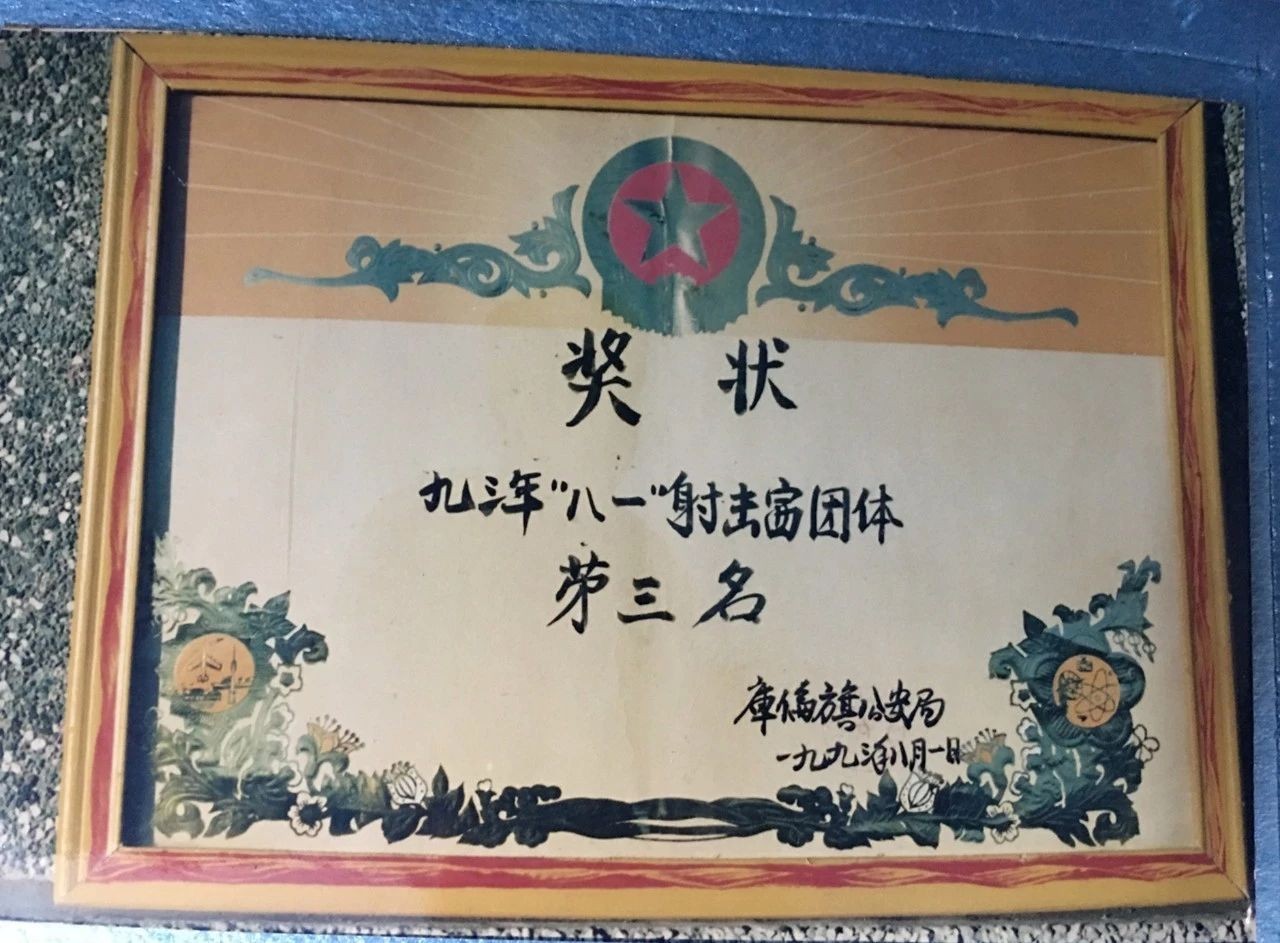 奖 状
九三年"八一"射击赛团体
第三名
库伦旗公安局
一九九三年八月一日